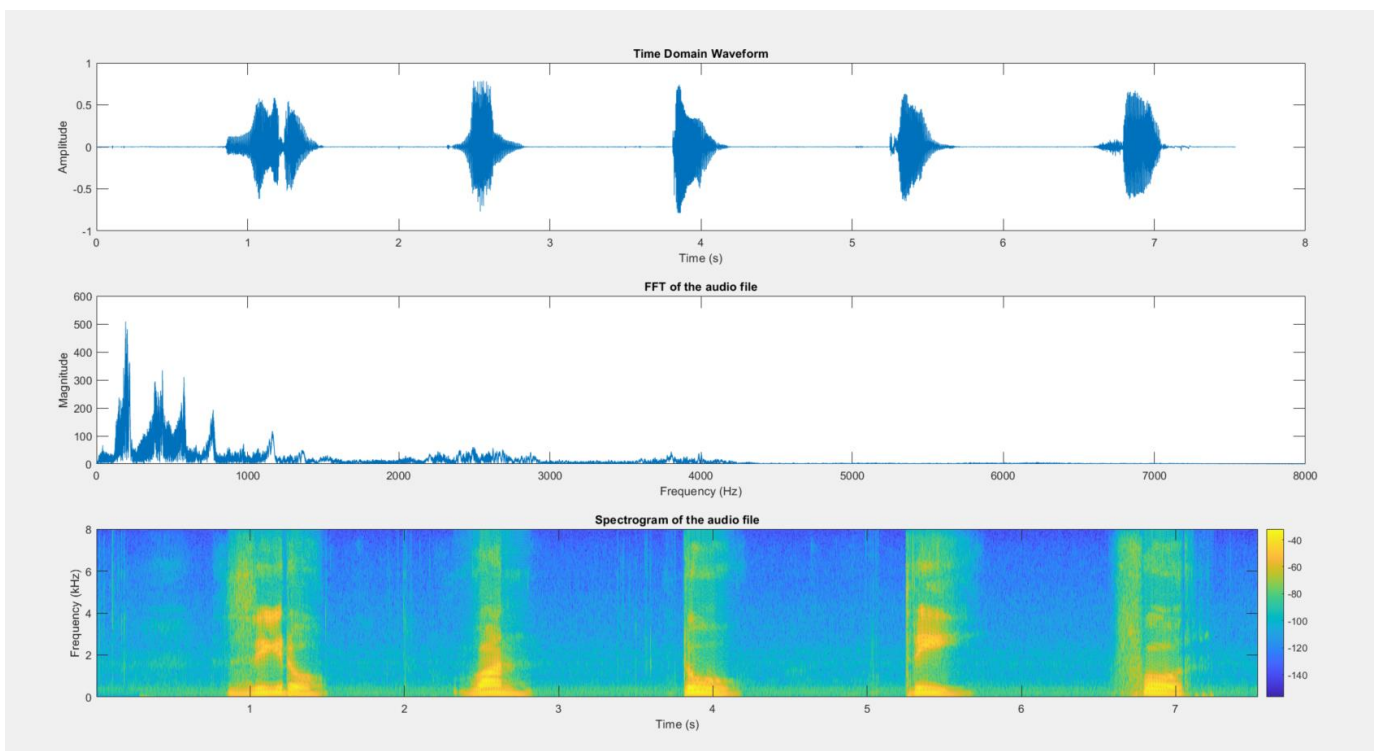 Time Domain Waveform
1
0.5
0
-0.5
-1
Amplitude
0 1 2 3 4 5 6 7 8
Time (s)
FFT of the audio file
600
500
400
300
200
100
0
Magnitude
0 1000 2000 3000 4000 5000 6000 7000 8000
Frequency (Hz)
Spectrogram of the audio file
8
6
4
2
0
Frequency (kHz)
1 2 3 4 5 6 7
Time (s)
-40
-60
-80
-100
-120
-140